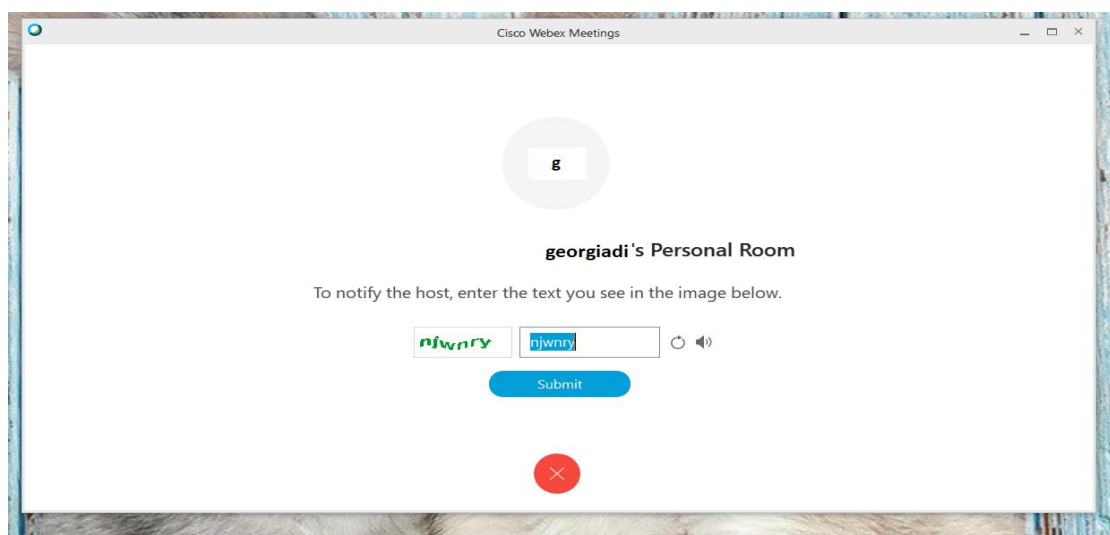 Cisco Webex Meetings
g
georgiadi's Personal Room
To notify the host, enter the text you see in the image below.
njwnry njwnry
Submit